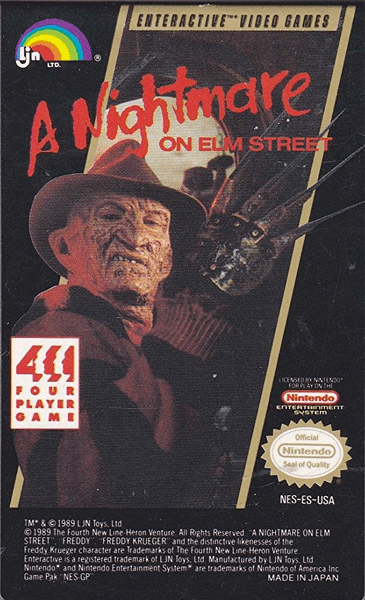 ENTERACTIVE™ VIDEO GAMES
LJN
LTD.
®
A Nightmare
ON ELM STREET
4
FOUR
PLAYER
GAME
LICENSED BY NINTENDO®
FOR PLAY ON THE
Nintendo
ENTERTAINMENT
SYSTEM®
Official
Nintendo
Seal of Quality
NES-ES-USA
TM® & © 1989 LJN Toys, Ltd
© 1989 The Fourth New Line-Heron Venture. All Rights Reserved. "A NIGHTMARE ON ELM
STREET", "FREDDY", "FREDDY KRUEGER" and the distinctive likenesses of the
Freddy Krueger character are Trademarks of The Fourth New Line-Heron Venture
Enteractive is a registered trademark of LJN Toys, Ltd. Manufactured by LJN Toys, Ltd.
Nintendo® and Nintendo Entertainment System® are trademarks of Nintendo of America Inc
Game Pak "NES-GP"
MADE IN JAPAN